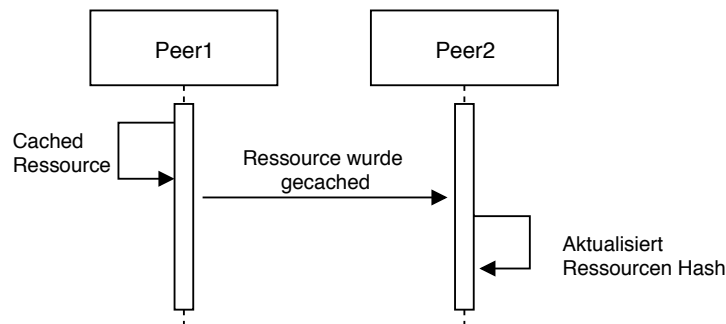 Peer1
Peer2
Cached
Ressource
Ressource wurde
gecached
Aktualisiert
Ressourcen Hash